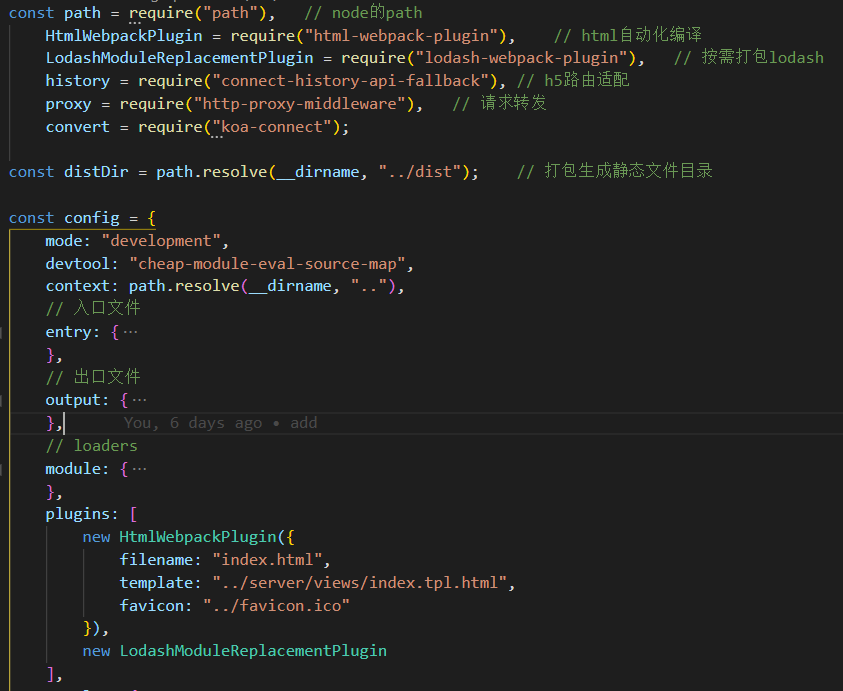 const path = require("path"),   // node的path
    HtmlWebpackPlugin = require("html-webpack-plugin"),    // html自动化编译
    LodashModuleReplacementPlugin = require("lodash-webpack-plugin"),   // 按需打包lodash
    history = require("connect-history-api-fallback"), // h5路由适配
    proxy = require("http-proxy-middleware"),   // 请求转发
    convert = require("koa-connect");
const distDir = path.resolve(__dirname, "../dist");    // 打包生成静态文件目录
const config = {
    mode: "development",
    devtool: "cheap-module-eval-source-map",
    context: path.resolve(__dirname, ".."),
    // 入口文件
    entry: {…
    },
    // 出口文件
    output: {…
    },      You, 6 days ago • add
    // loaders
    module: {…
    },
    plugins: [
        new HtmlWebpackPlugin({
            filename: "index.html",
            template: "../server/views/index.tpl.html",
            favicon: "../favicon.ico"
        }),
        new LodashModuleReplacementPlugin
    ],